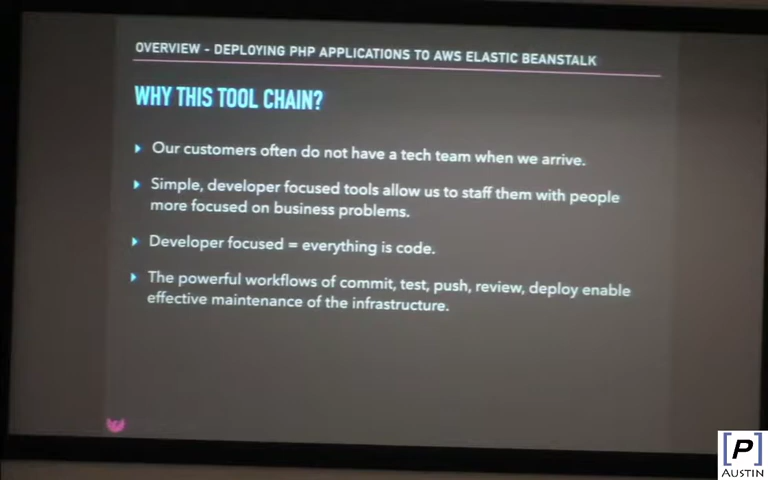 OVERVIEW - DEPLOYING PHP APPLICATIONS TO AWS ELASTIC BEANSTALK
WHY THIS TOOL CHAIN?
Our customers often do not have a tech team when we arrive.
Simple, developer focused tools allow us to staff them with people
more focused on business problems.
Developer focused = everything is code.
The powerful workflows of commit, test, push, review, deploy enable
effective maintenance of the infrastructure.
[P]
AUSTIN